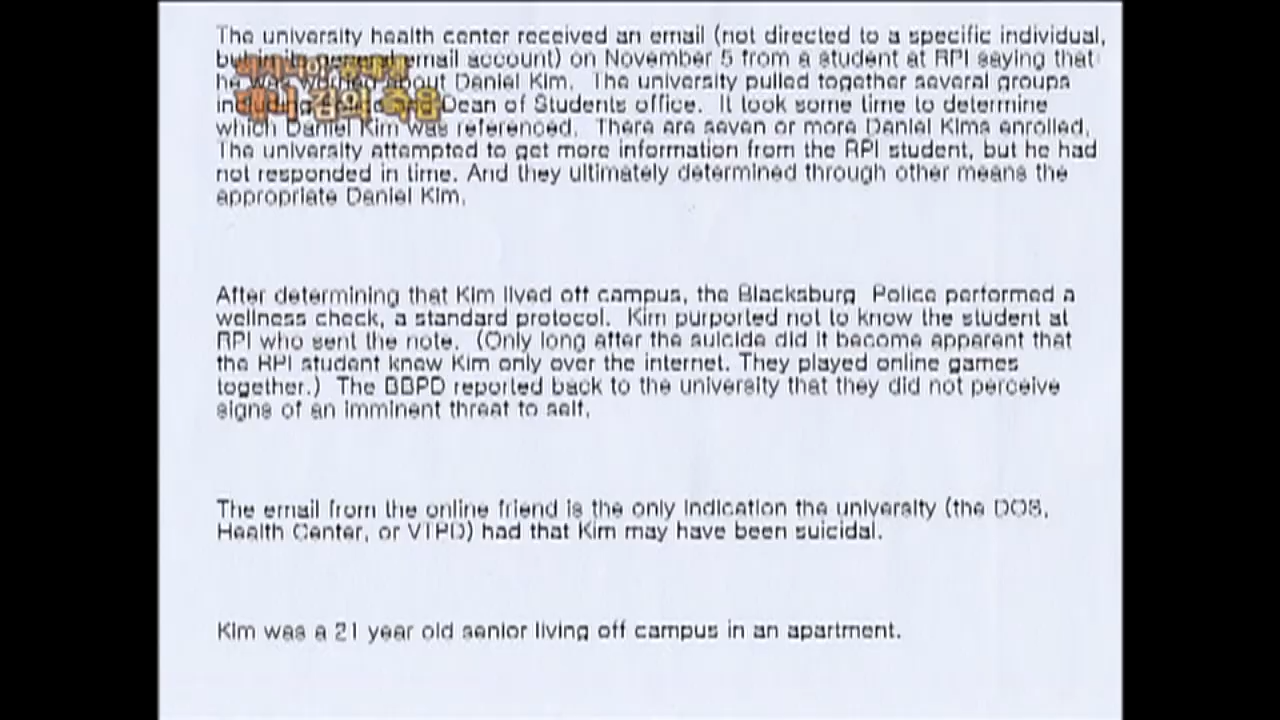 The university health center received an email (not directed to a specific individual,
email account) on November 5 from a student at RPI saying that
he was out Daniel Kim. The university pulled together several groups
Dean of Students office. It took some time to determine
which Daniel Kim was referenced. There are seven or more Daniel Kims enrolled.
The university attempted to get more information from the RPI student, but he had
not responded in time. And they ultimately determined through other means the
appropriate Daniel Kim.
대니 김의 죽음
After determining that Kim lived off campus, the Blacksburg Police performed a
wellness check, a standard protocol. Kim purported not to know the student at
RPI who sent the note. (Only long after the suicide did it become apparent that
the RPI student knew Kim only over the internet. They played online games
together.) The BBPD reported back to the university that they did not perceive
signs of an imminent threat to self.
The email from the online friend is the only indication the university (the DOS,
Health Center, or VTPD) had that Kim may have been suicidal.
Kim was a 21 year old senior living off campus in an apartment.